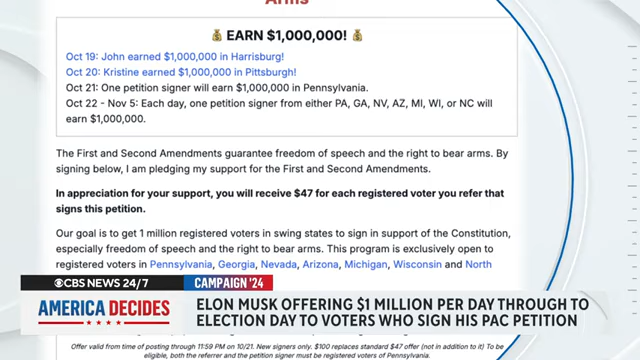 Arms
💰 EARN $1,000,000! 💰
Oct 19: John earned $1,000,000 in Harrisburg!
Oct 20: Kristine earned $1,000,000 in Pittsburgh!
Oct 21: One petition signer will earn $1,000,000 in Pennsylvania.
Oct 22 - Nov 5: Each day, one petition signer from either PA, GA, NV, AZ, MI, WI, or NC will
earn $1,000,000.
The First and Second Amendments guarantee freedom of speech and the right to bear arms. By
signing below, I am pledging my support for the First and Second Amendments.
In appreciation for your support, you will receive $47 for each registered voter you refer that
signs this petition.
Our goal is to get 1 million registered voters in swing states to sign in support of the Constitution,
especially freedom of speech and the right to bear arms. This program is exclusively open to
registered voters in Pennsylvania, Georgia, Nevada, Arizona, Michigan, Wisconsin and North
CBS NEWS 24/7
CAMPAIGN '24
AMERICA DECIDES
ELON MUSK OFFERING $1 MILLION PER DAY THROUGH TO
ELECTION DAY TO VOTERS WHO SIGN HIS PAC PETITION
Offer valid from time of posting through 11:59 PM on 10/21. New signers only. $100 replaces standard $47 offer (not in addition to it) To be
eligible, both the referrer and the petition signer must be registered voters of Pennsylvania.